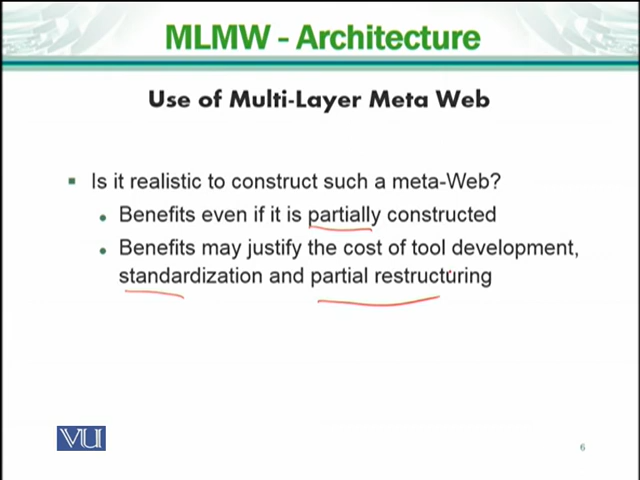 MLMW - Architecture
Use of Multi-Layer Meta Web
Is it realistic to construct such a meta-Web?
Benefits even if it is partially constructed
Benefits may justify the cost of tool development,
standardization and partial restructuring
VU
6